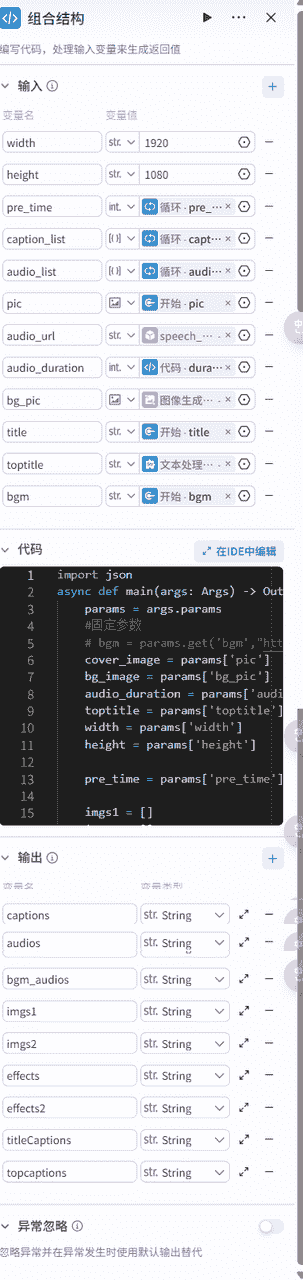 组合结构
编写代码，处理输入变量来生成返回值
输入
变量名 变量值
width str. 1920
height str. 1080
pre_time int. 循环 · pre_···
caption_list 循环 · capt···
audio_list 循环 · audi···
pic 开始 · pic
audio_url str. speech_··· ·
audio_duration int. 代码 · dura···
bg_pic 图像生成··· ·
title str. 开始 · title
toptitle str. 文本处理··· ·
bgm str. 开始 · bgm
代码 在IDE中编辑
1 import json
2 async def main(args: Args) -> Out
3 params = args.params
4 #固定参数
5 # bgm = params.get('bgm',"htt
6 cover_image = params['pic']
7 bg_image = params['bg_pic']
8 audio_duration = params['audi
9 toptitle = params['toptitle']
10 width = params['width']
11 height = params['height']
12
13 pre_time = params['pre_time']
14
15 imgs1 = []
输出
变量名 变量类型
captions str. String
audios str. String
bgm_audios str. String
imgs1 str. String
imgs2 str. String
effects str. String
effects2 str. String
titleCaptions str. String
topcaptions str. String
异常忽略
忽略异常并在异常发生时使用默认输出替代